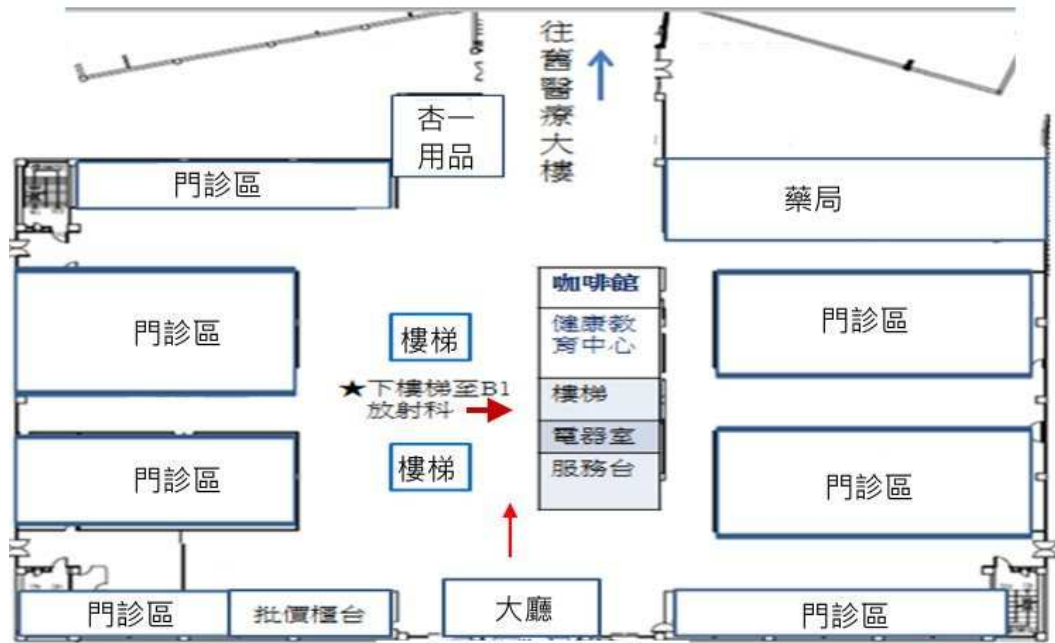 往舊醫療大樓
杏一
用品
門診區
藥局
門診區
咖啡館
健康教
育中心
門診區
樓梯
★下樓梯至B1
放射科
樓梯
電器室
服務台
門診區
樓梯
門診區
門診區
批價櫃台
大廳
門診區